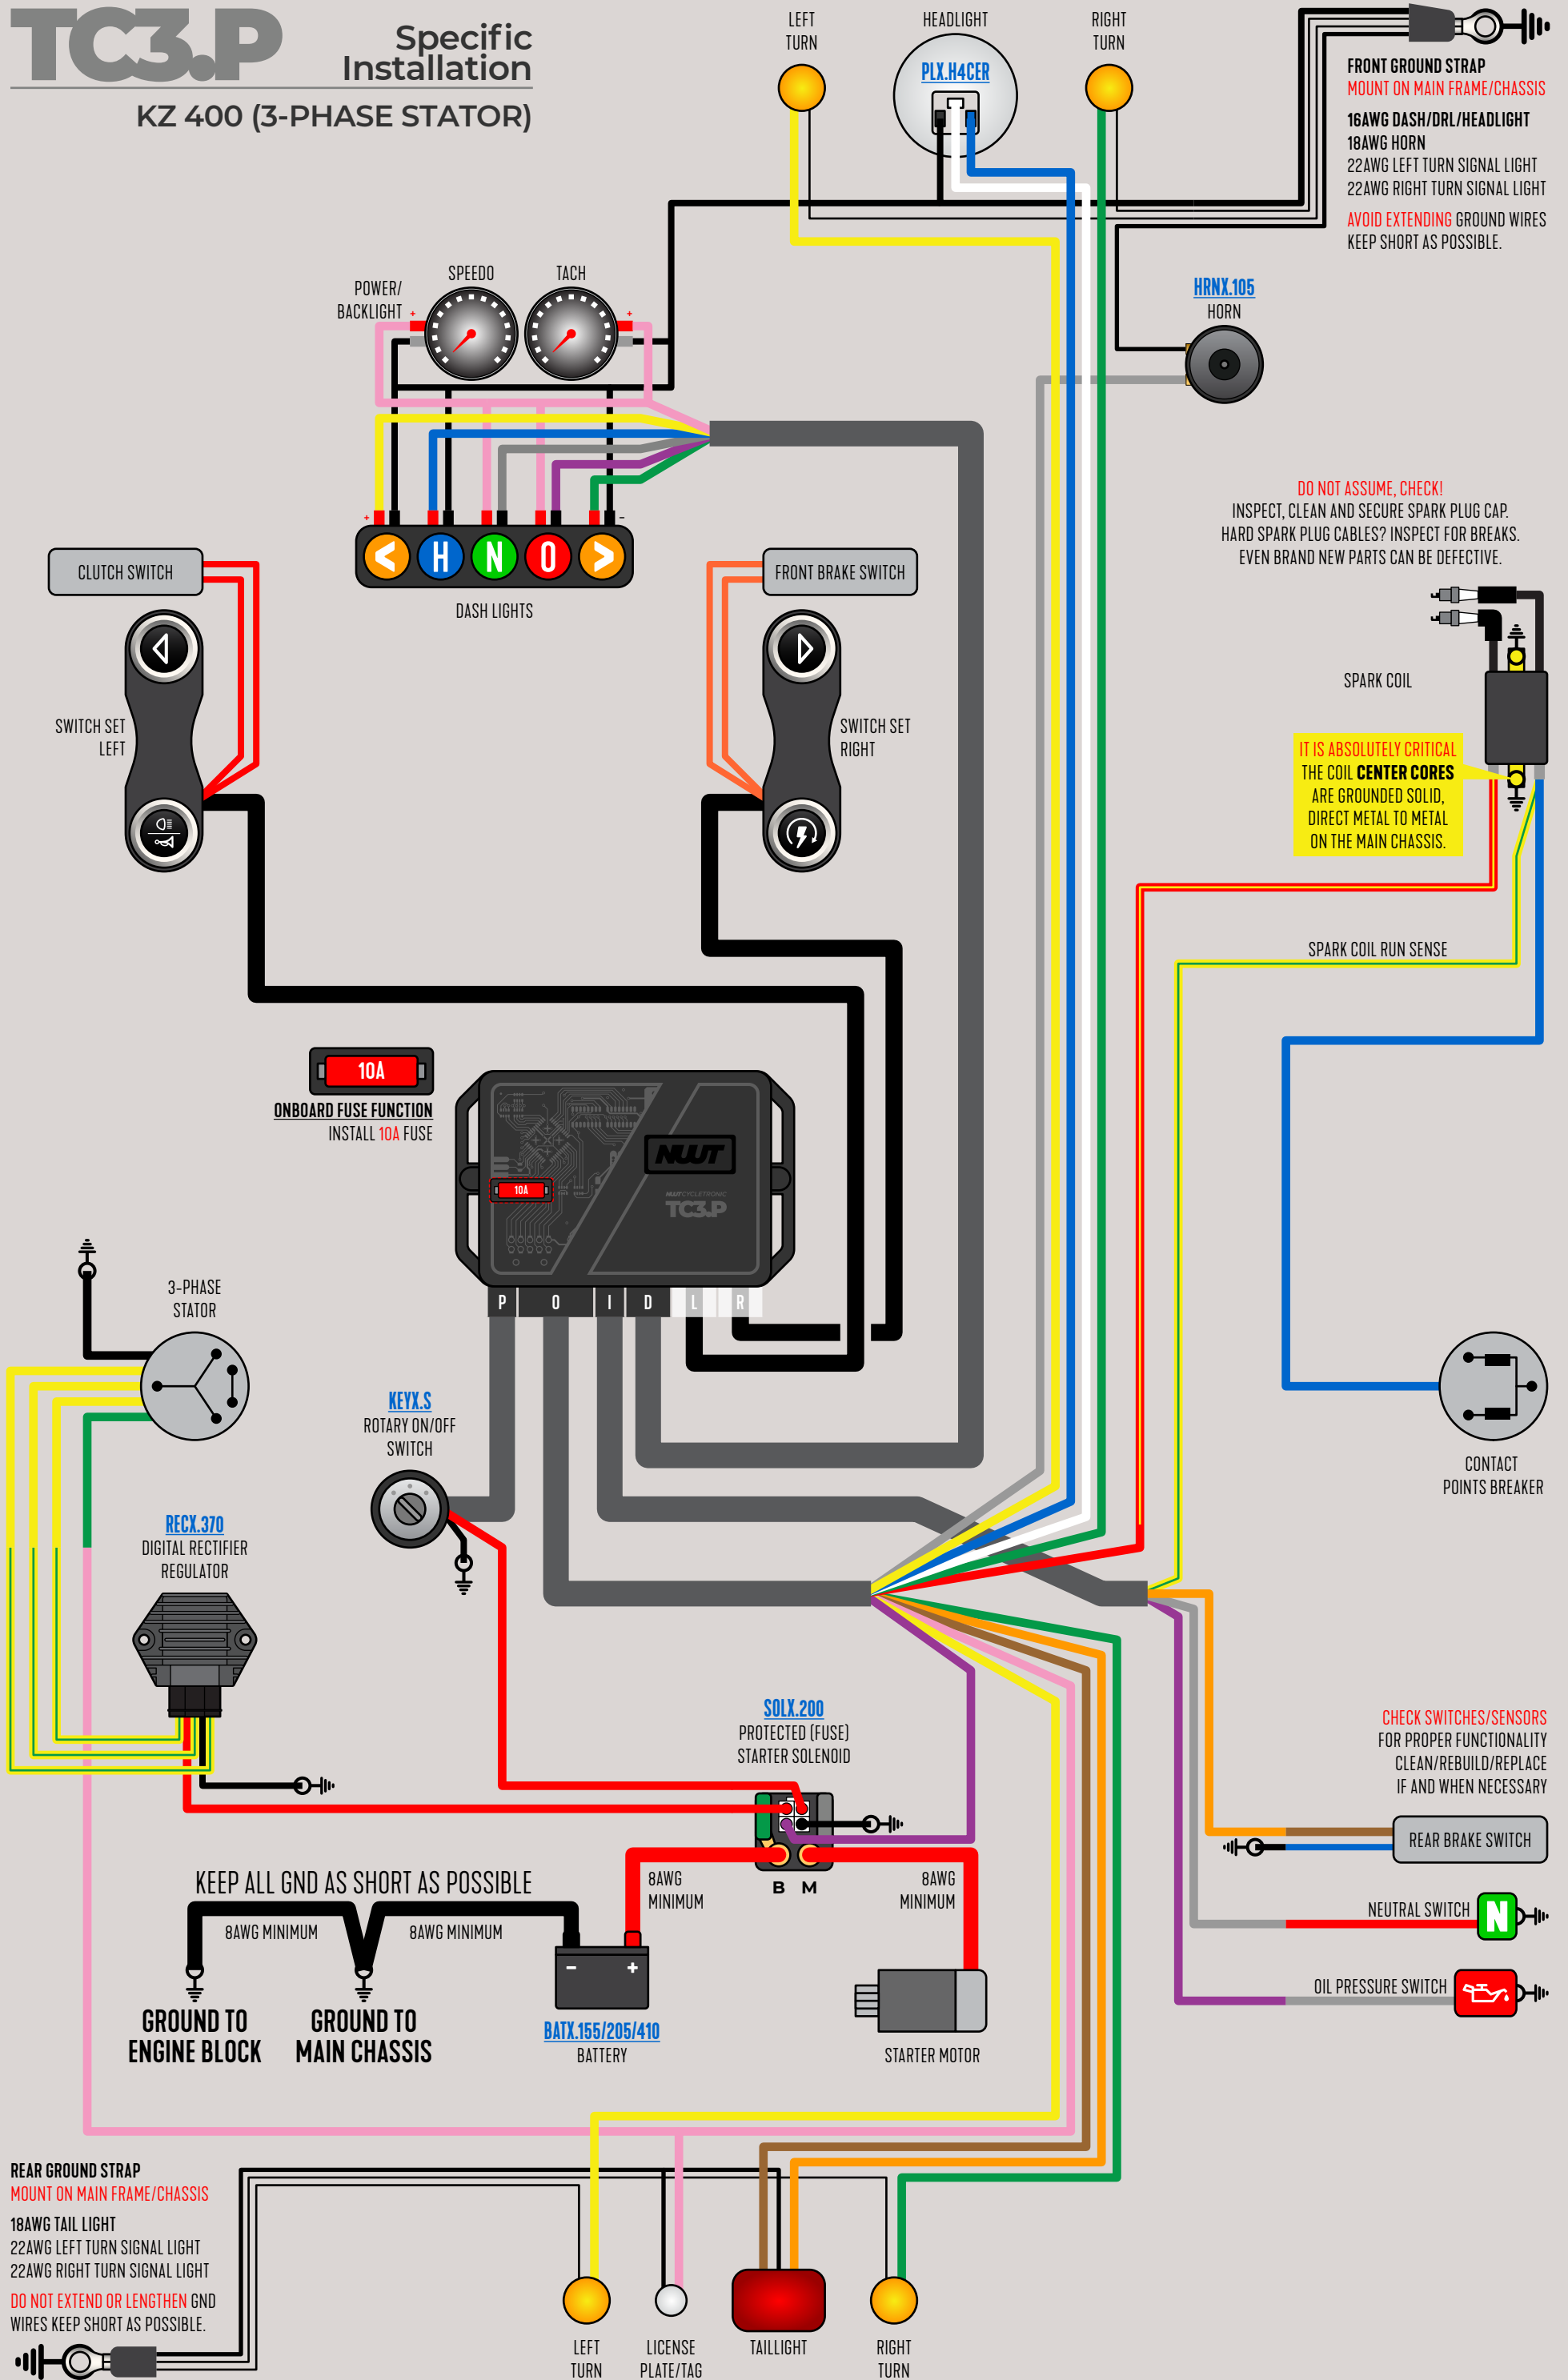 TC3.P
Specific
Installation
KZ 400 (3-PHASE STATOR)
LEFT
TURN
HEADLIGHT
PLX.H4CER
RIGHT
TURN
FRONT GROUND STRAP
MOUNT ON MAIN FRAME/CHASSIS
16AWG DASH/DRL/HEADLIGHT
18AWG HORN
22AWG LEFT TURN SIGNAL LIGHT
22AWG RIGHT TURN SIGNAL LIGHT
AVOID EXTENDING GROUND WIRES
KEEP SHORT AS POSSIBLE.
HRNX.105
HORN
POWER/
BACKLIGHT
SPEEDO
TACH
+
+
+
-
< H N O >
DASH LIGHTS
DO NOT ASSUME, CHECK!
INSPECT, CLEAN AND SECURE SPARK PLUG CAP.
HARD SPARK PLUG CABLES? INSPECT FOR BREAKS.
EVEN BRAND NEW PARTS CAN BE DEFECTIVE.
CLUTCH SWITCH
FRONT BRAKE SWITCH
SPARK COIL
SWITCH SET
LEFT
SWITCH SET
RIGHT
IT IS ABSOLUTELY CRITICAL
THE COIL CENTER CORES
ARE GROUNDED SOLID,
DIRECT METAL TO METAL
ON THE MAIN CHASSIS.
SPARK COIL RUN SENSE
10A
ONBOARD FUSE FUNCTION
INSTALL 10A FUSE
NWT
10A
NWT CYCLETRONIC
TC3.P
P O I D L R
3-PHASE
STATOR
KEYX.S
ROTARY ON/OFF
SWITCH
CONTACT
POINTS BREAKER
RECX.370
DIGITAL RECTIFIER
REGULATOR
SOLX.200
PROTECTED (FUSE)
STARTER SOLENOID
B M
CHECK SWITCHES/SENSORS
FOR PROPER FUNCTIONALITY
CLEAN/REBUILD/REPLACE
IF AND WHEN NECESSARY
REAR BRAKE SWITCH
NEUTRAL SWITCH
N
OIL PRESSURE SWITCH
KEEP ALL GND AS SHORT AS POSSIBLE
8AWG MINIMUM
8AWG MINIMUM
8AWG
MINIMUM
8AWG
MINIMUM
- +
GROUND TO
ENGINE BLOCK
GROUND TO
MAIN CHASSIS
BATX.155/205/410
BATTERY
STARTER MOTOR
REAR GROUND STRAP
MOUNT ON MAIN FRAME/CHASSIS
18AWG TAIL LIGHT
22AWG LEFT TURN SIGNAL LIGHT
22AWG RIGHT TURN SIGNAL LIGHT
DO NOT EXTEND OR LENGTHEN GND
WIRES KEEP SHORT AS POSSIBLE.
LEFT
TURN
LICENSE
PLATE/TAG
TAILLIGHT
RIGHT
TURN